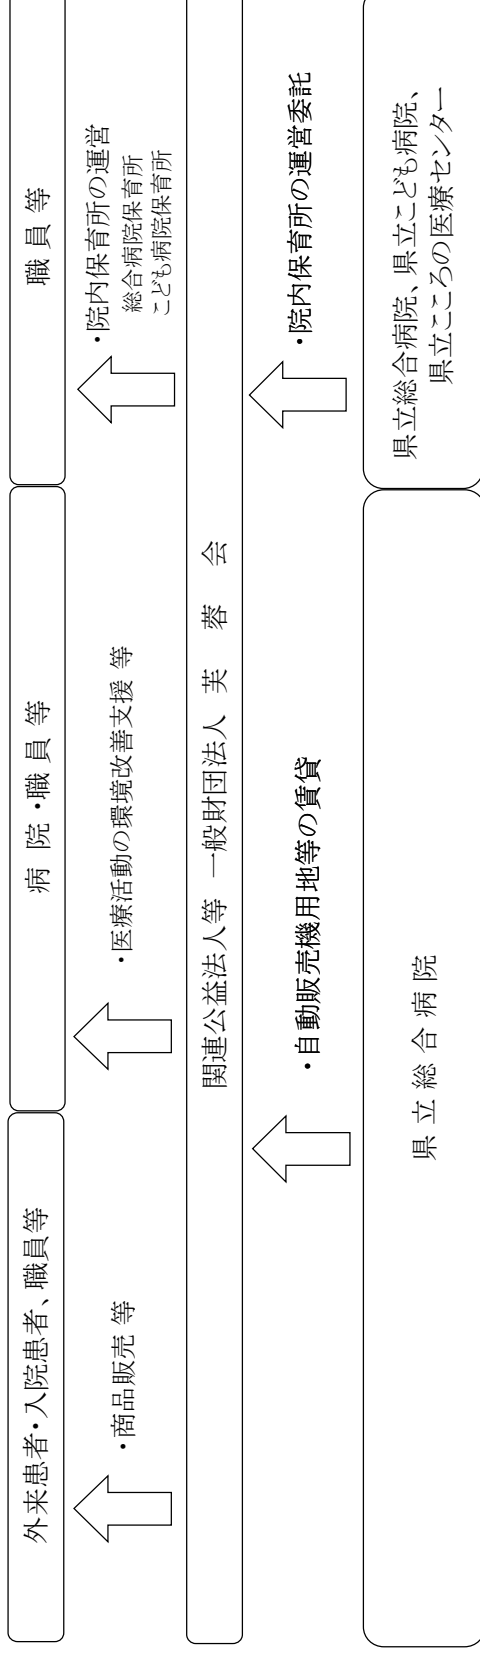 外来患者・入院患者、職員等
病 院 ・職 員 等
職 員 等
・商品販売 等
・医療活動の環境改善支援 等
・院内保育所の運営
総合病院保育所
こども病院保育所
関連公益法人等 一般財団法人 芙 蓉 会
・自動販売機用地等の賃貸
・院内保育所の運営委託
県 立 総 合 病 院
県立総合病院、県立こども病院、
県立こころの医療センター